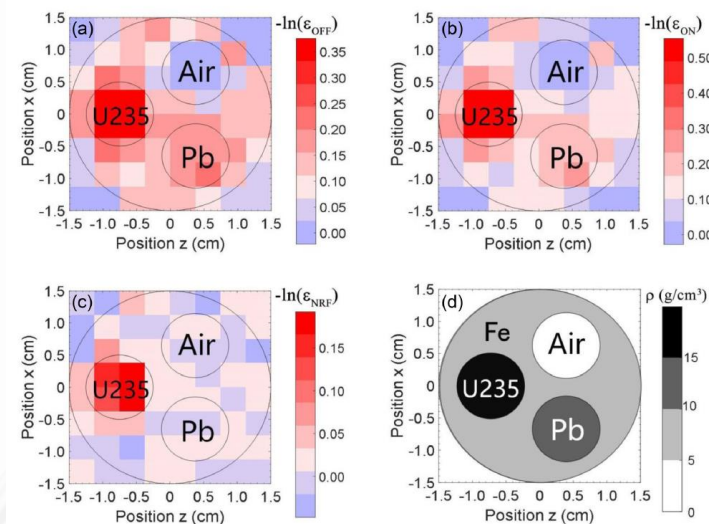 (a)
-ln(εOFF)
Position x (cm)
1.5
1.0
0.5
0
-0.5
-1.0
-1.5
Air
U235
Pb
-1.5 -1.0 -0.5 0 0.5 1.0 1.5
Position z (cm)
0.35
0.30
0.25
0.20
0.15
0.10
0.05
0.00
(b)
-ln(εON)
Position x (cm)
1.5
1.0
0.5
0
-0.5
-1.0
-1.5
Air
U235
Pb
-1.5 -1.0 -0.5 0 0.5 1.0 1.5
Position z (cm)
0.50
0.40
0.30
0.20
0.10
0.00
(c)
-ln(εNRF)
Position x (cm)
1.5
1.0
0.5
0
-0.5
-1.0
-1.5
Air
U235
Pb
-1.5 -1.0 -0.5 0 0.5 1.0 1.5
Position z (cm)
0.15
0.10
0.05
0.00
(d)
ρ (g/cm³)
Position x (cm)
1.5
1.0
0.5
0
-0.5
-1.0
-1.5
Fe
Air
U235
Pb
-1.5 -1.0 -0.5 0 0.5 1.0 1.5
Position z (cm)
15
10
5
0